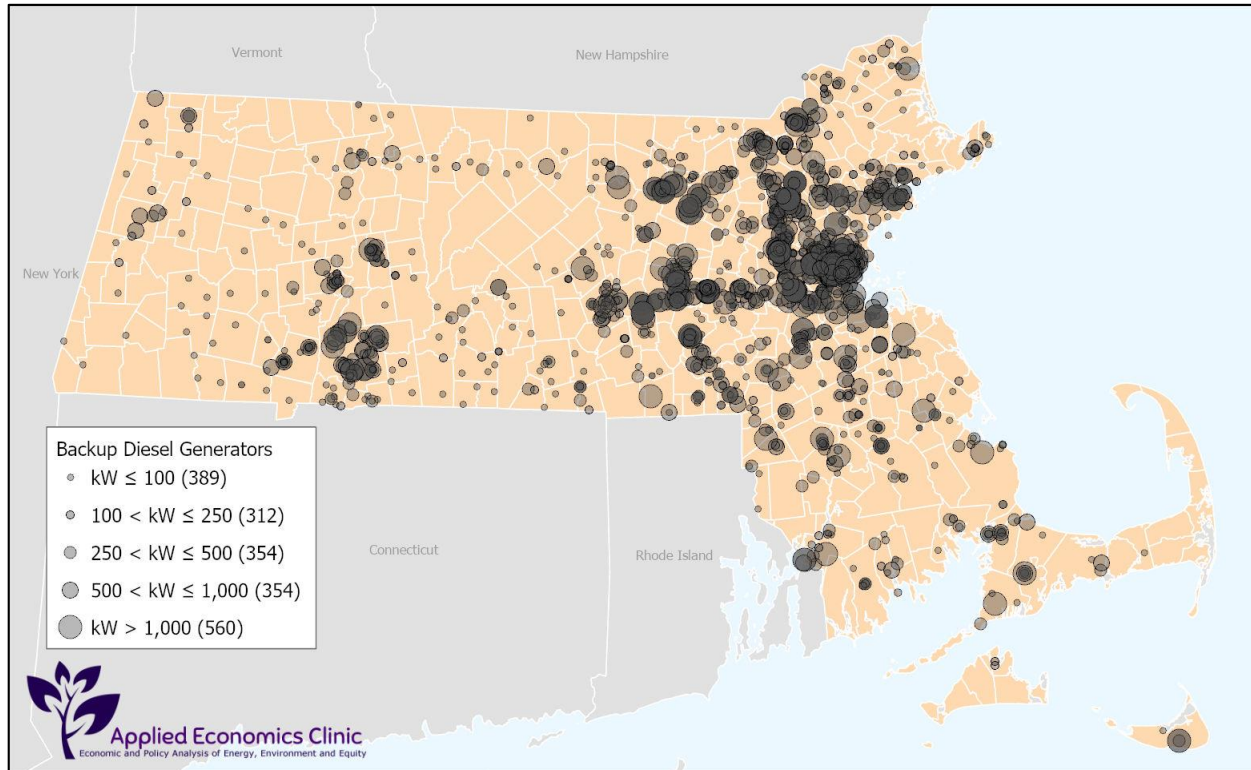 Vermont
New Hampshire
New York
Backup Diesel Generators
kW ≤ 100 (389)
100 < kW ≤ 250 (312)
250 < kW ≤ 500 (354)
500 < kW ≤ 1,000 (354)
kW > 1,000 (560)
Connecticut
Rhode Island
Applied Economics Clinic
Economic and Policy Analysis of Energy, Environment and Equity